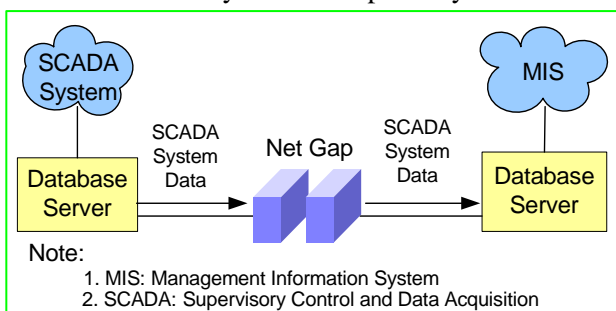 SCADA
System
MIS
SCADA
System
Data
Net Gap
SCADA
System
Data
Database
Server
Database
Server
Note:
1. MIS: Management Information System
2. SCADA: Supervisory Control and Data Acquisition